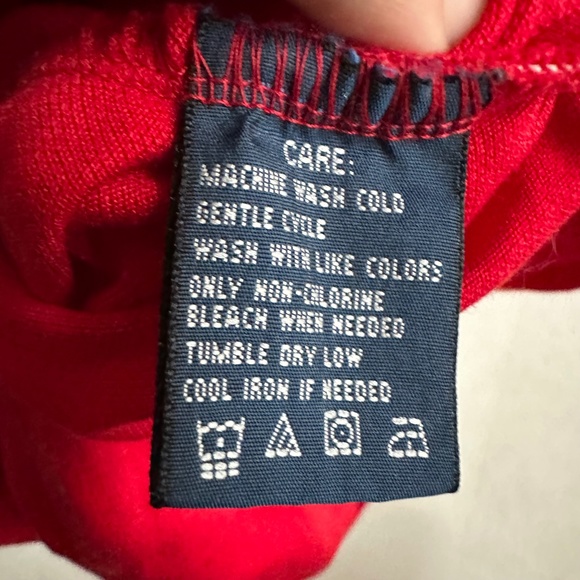 CARE:
MACHINE WASH COLD
GENTLE CYCLE
WASH WITH LIKE COLORS
ONLY NON-CHLORINE
BLEACH WHEN NEEDED
TUMBLE DRY LOW
COOL IRON IF NEEDED